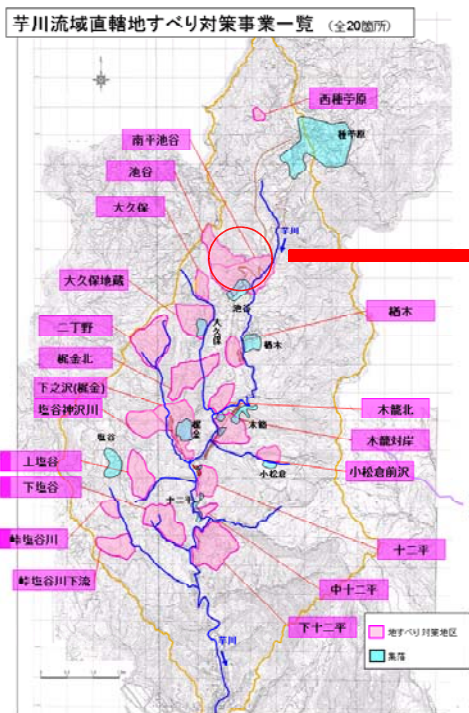 芋川流域直轄地すべり対策事業一覧 (全20箇所)
西種苧原
種苧原
南平池谷
池谷
大久保
芋川
大久保地蔵
池谷
楢木
二丁野
大久保
楢木
梶金北
下之沢(梶金)
木籠北
塩谷神沢川
梶金
木籠
塩谷
木籠対岸
上塩谷
小松倉
小松倉前沢
下塩谷
十二平
峠塩谷川
十二平
峠塩谷川下流
中十二平
下十二平
芋川
地すべり対策地区
集落